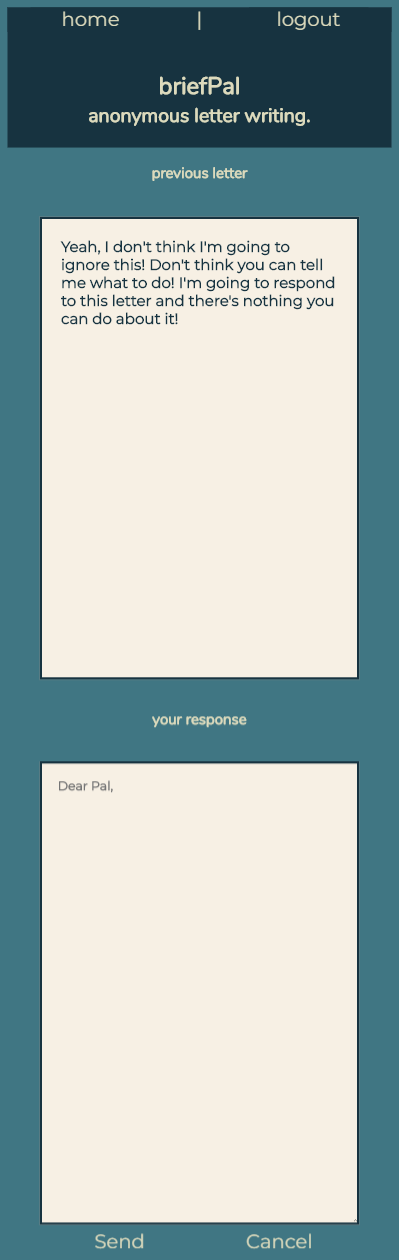 home | logout
briefPal
anonymous letter writing.
previous letter
Yeah, I don't think I'm going to
ignore this! Don't think you can tell
me what to do! I'm going to respond
to this letter and there's nothing you
can do about it!
your response
Dear Pal,
Send Cancel